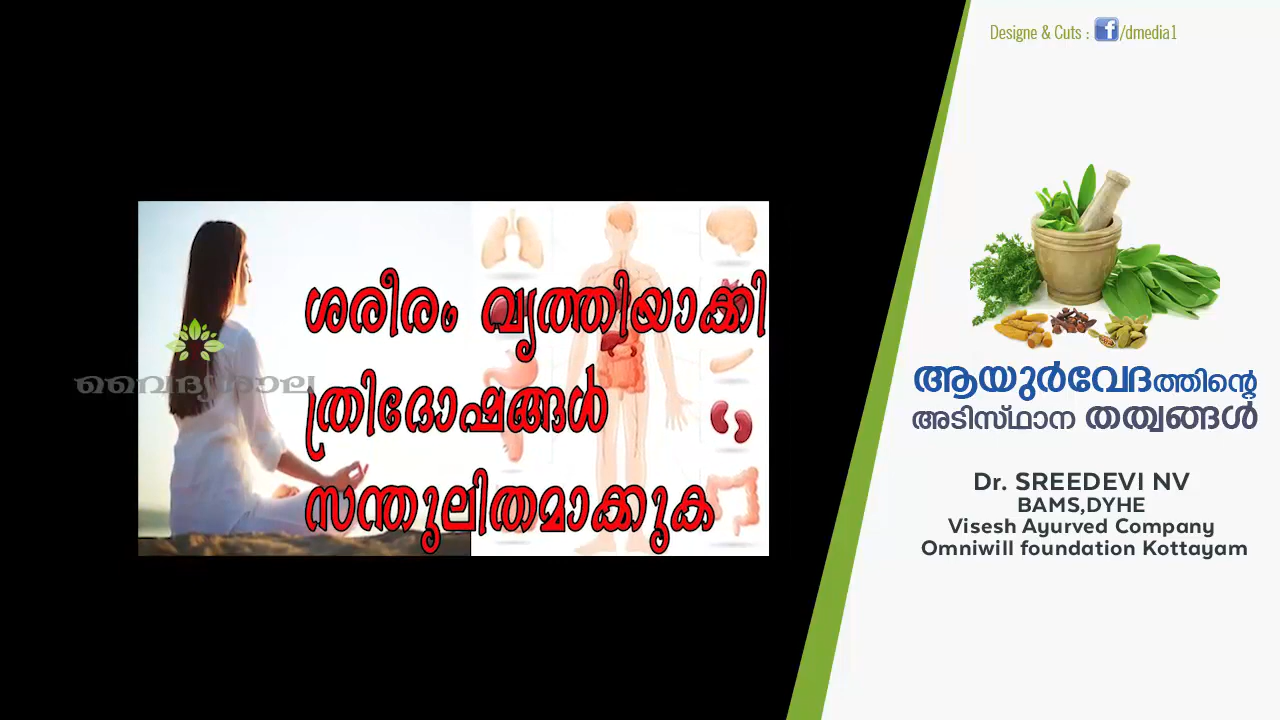 Designe & Cuts : f /dmedia1
ശരീരം വൃത്തിയാക്കി
ത്രിദോഷങ്ങൾ
സന്തുലിതമാക്കുക
വൈദ്യശാല
ആയുർവേദത്തിന്റെ
അടിസ്ഥാന തത്വങ്ങൾ
Dr. SREEDEVI NV
BAMS,DYHE
Visesh Ayurved Company
Omniwill foundation Kottayam